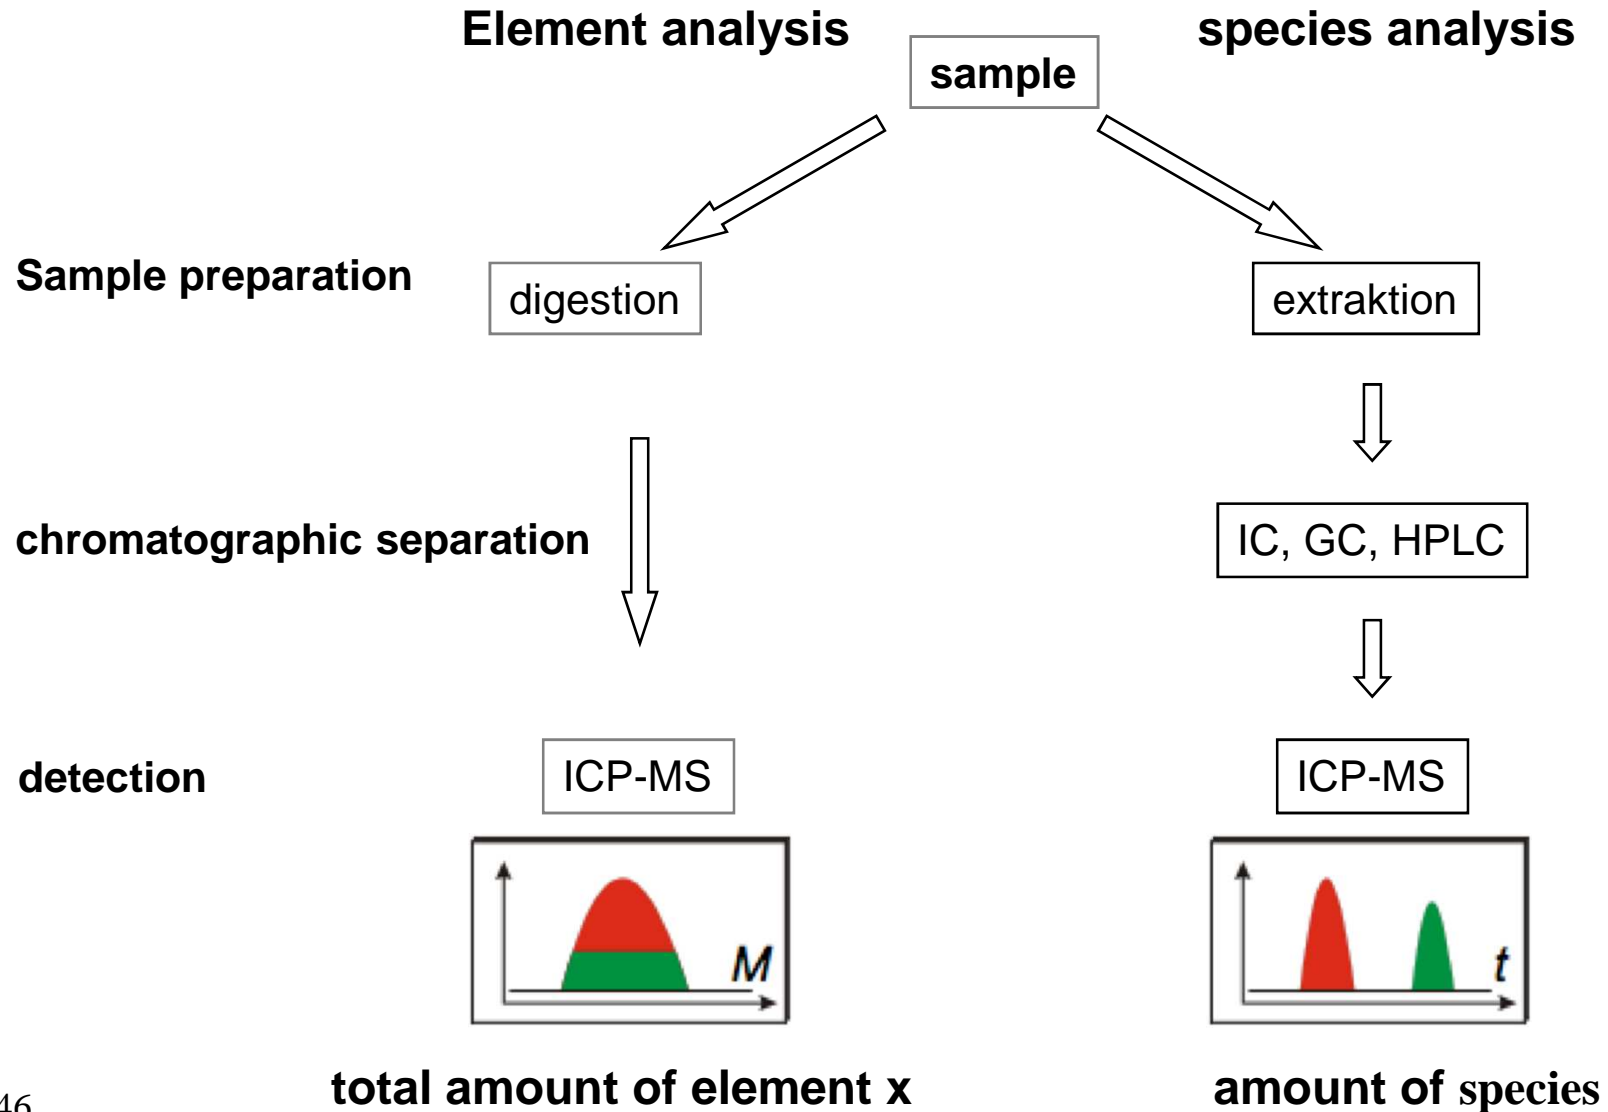 Element analysis
species analysis
sample
Sample preparation
digestion
extraktion
chromatographic separation
IC, GC, HPLC
detection
ICP-MS
ICP-MS
M
t
total amount of element x
amount of species
46